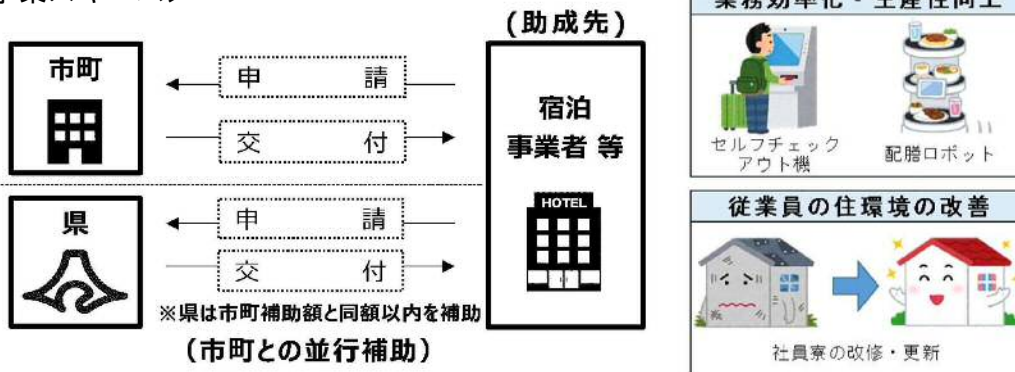 (助成先)
市町
申 請
交 付
宿泊
事業者 等
HOTEL
県
申 請
交 付
※県は市町補助額と同額以内を補助
(市町との並行補助)
業務効率化・生産性向上
セルフチェック
アウト機
配膳ロボット
従業員の住環境の改善
社員寮の改修・更新